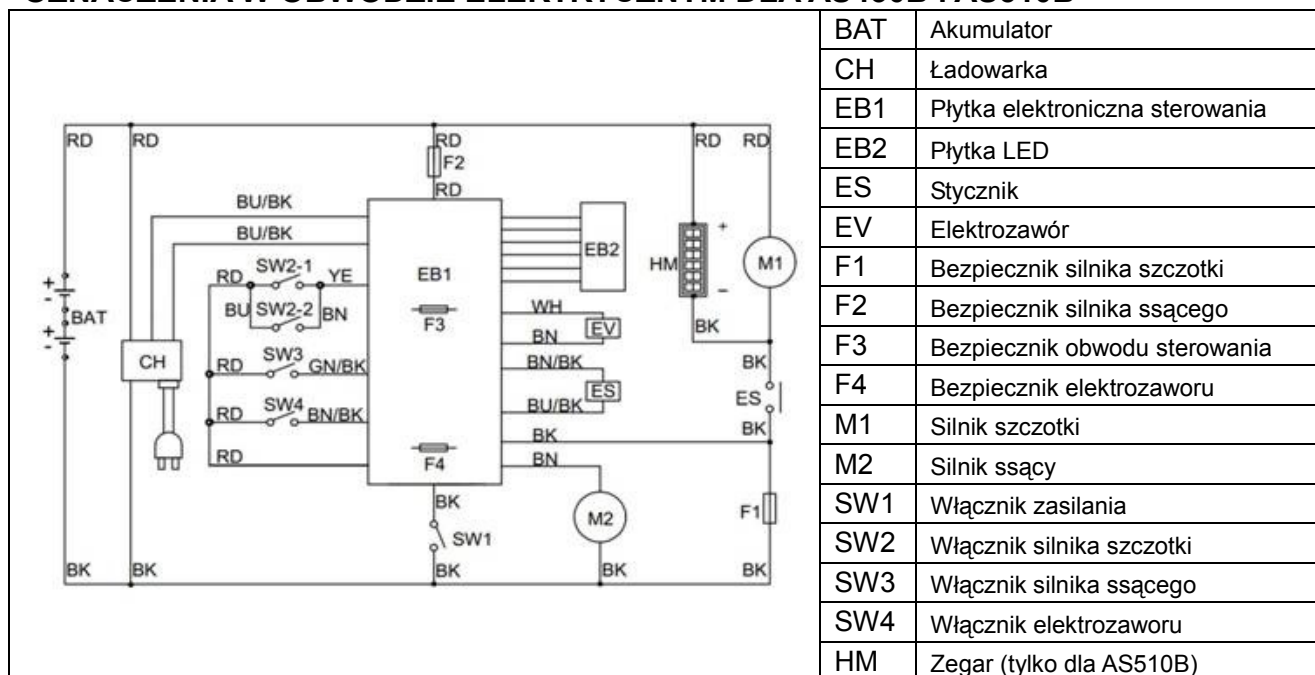 BAT Akumulator
CH Ładowarka
EB1 Płytka elektroniczna sterowania
EB2 Płytka LED
ES Stycznik
EV Elektrozawór
F1 Bezpiecznik silnika szczotki
F2 Bezpiecznik silnika ssącego
F3 Bezpiecznik obwodu sterowania
F4 Bezpiecznik elektrozaworu
M1 Silnik szczotki
M2 Silnik ssący
SW1 Włącznik zasilania
SW2 Włącznik silnika szczotki
SW3 Włącznik silnika ssącego
SW4 Włącznik elektrozaworu
HM Zegar (tylko dla AS510B)
RD RD RD RD RD
F2
RD
BU/BK
BU/BK
EB2
+
HM
M1
RD SW2-1 YE
EB1
+
-
BU SW2-2 BN
F3
WH
EV
BN
−
BK
BAT
+
-
CH
RD SW3 GN/BK
BN/BK
BK
ES
BU/BK
ES
RD SW4 BN/BK
BK
BK
RD
F4
BN
BK
M2
F1
SW1
BK BK BK BK BK